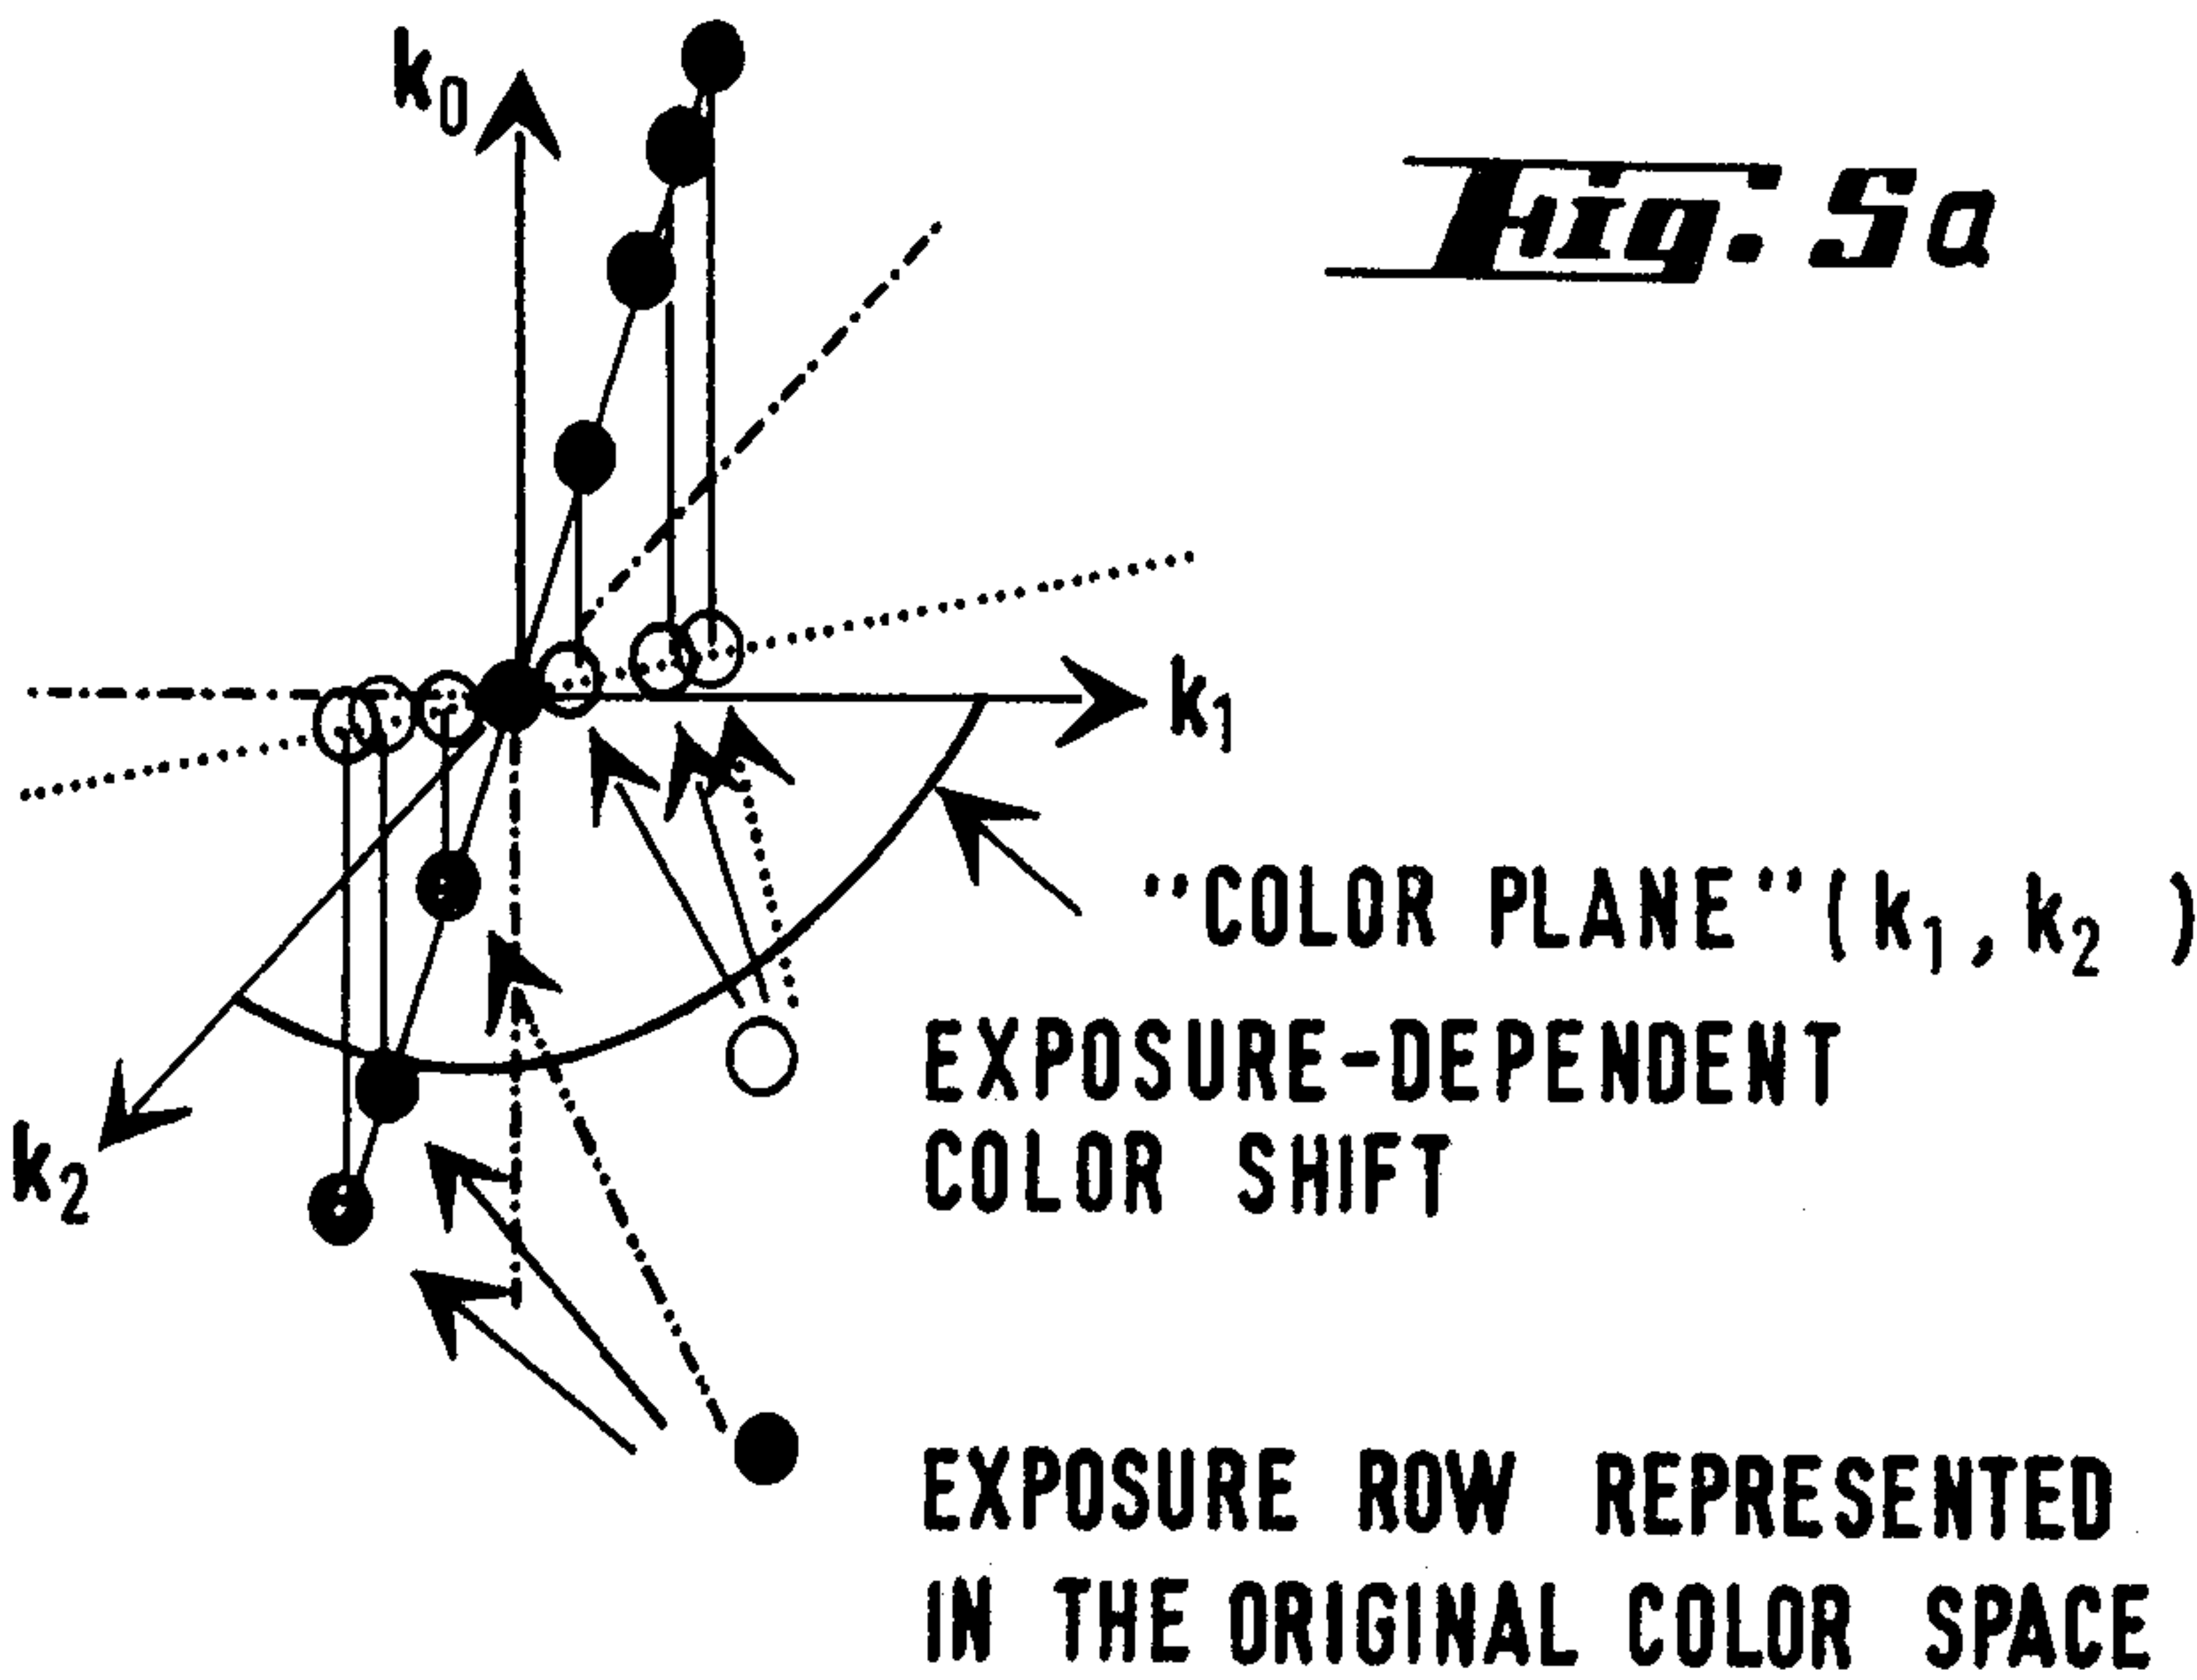 k0
Fig. 5a
k1
"COLOR PLANE" (k1, k2 )
EXPOSURE-DEPENDENT
COLOR SHIFT
k2
EXPOSURE ROW REPRESENTED
IN THE ORIGINAL COLOR SPACE